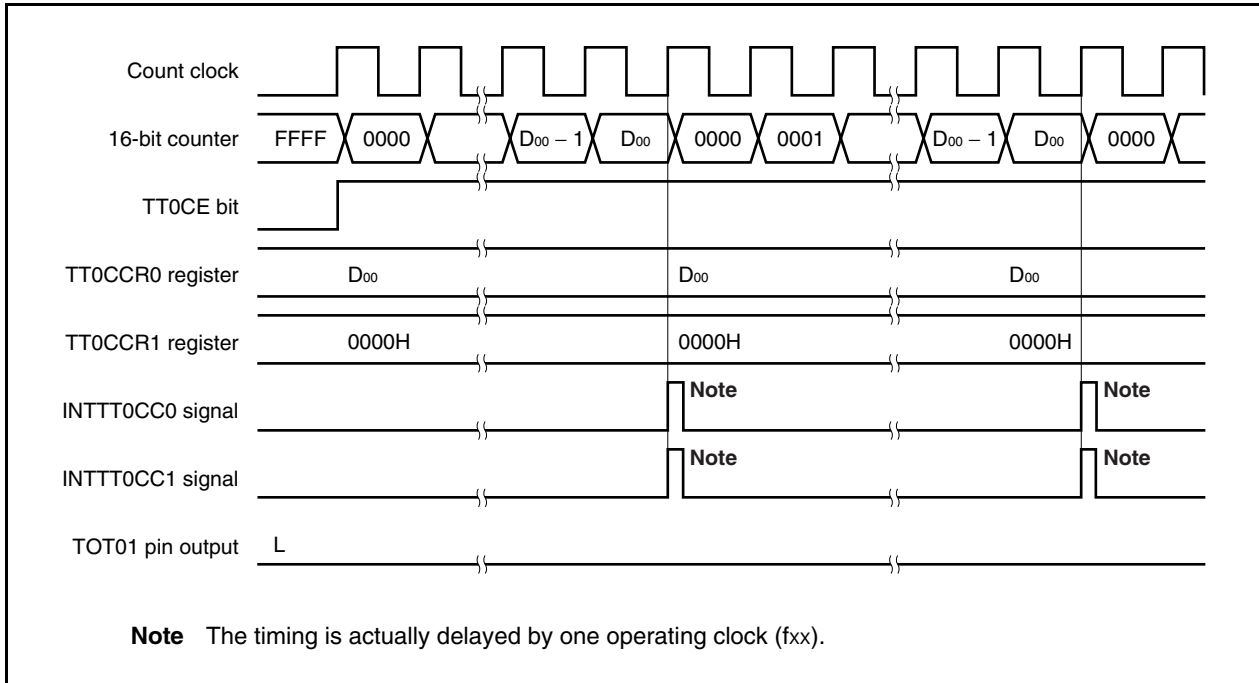 Count clock
16-bit counter FFFF 0000 D00 − 1 D00 0000 0001 D00 − 1 D00 0000
TT0CE bit
TT0CCR0 register D00 D00 D00
TT0CCR1 register 0000H 0000H 0000H
INTTT0CC0 signal Note Note
INTTT0CC1 signal Note Note
TOT01 pin output L
Note The timing is actually delayed by one operating clock (fxx).